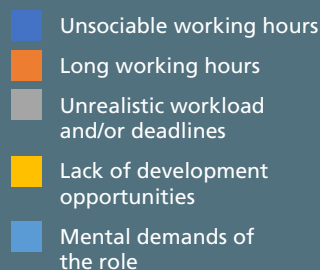 Unsociable working hours
Long working hours
Unrealistic workload
and/or deadlines
Lack of development
opportunities
Mental demands of
the role